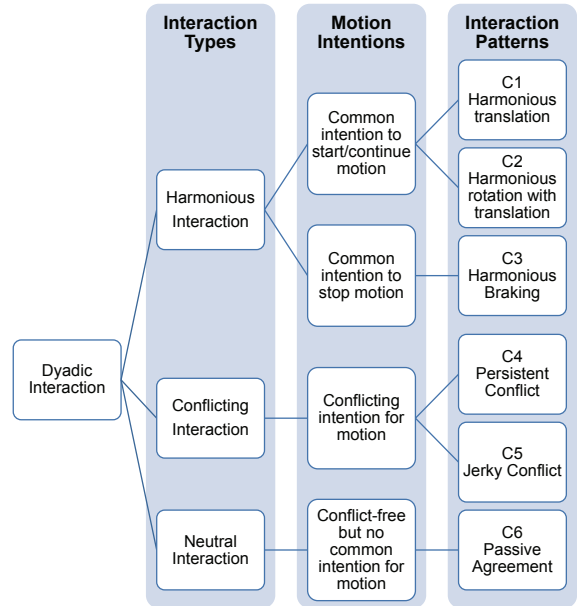 Interaction
Types
Motion
Intentions
Interaction
Patterns
Dyadic
Interaction
Harmonious
Interaction
Common
intention to
start/continue
motion
C1
Harmonious
translation
C2
Harmonious
rotation with
translation
Common
intention to
stop motion
C3
Harmonious
Braking
Conflicting
Interaction
Conflicting
intention for
motion
C4
Persistent
Conflict
C5
Jerky Conflict
Neutral
Interaction
Conflict-free
but no
common
intention for
motion
C6
Passive
Agreement